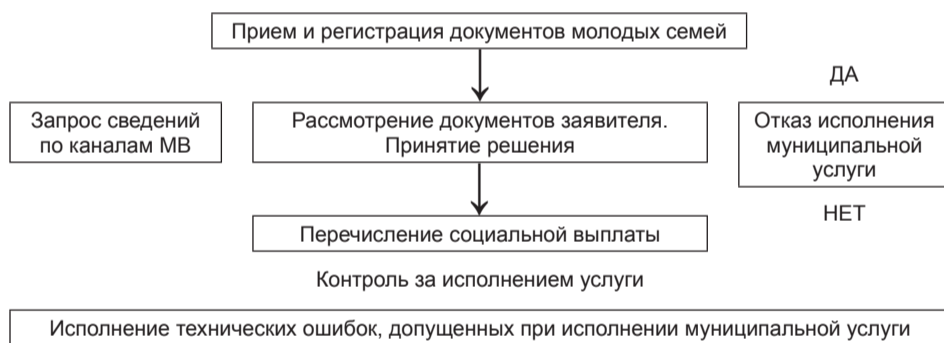 Прием и регистрация документов молодых семей
ДА
Запрос сведений
по каналам МВ
Рассмотрение документов заявителя.
Принятие решения
Отказ исполнения
муниципальной
услуги
НЕТ
Перечисление социальной выплаты
Контроль за исполнением услуги
Исполнение технических ошибок, допущенных при исполнении муниципальной услуги